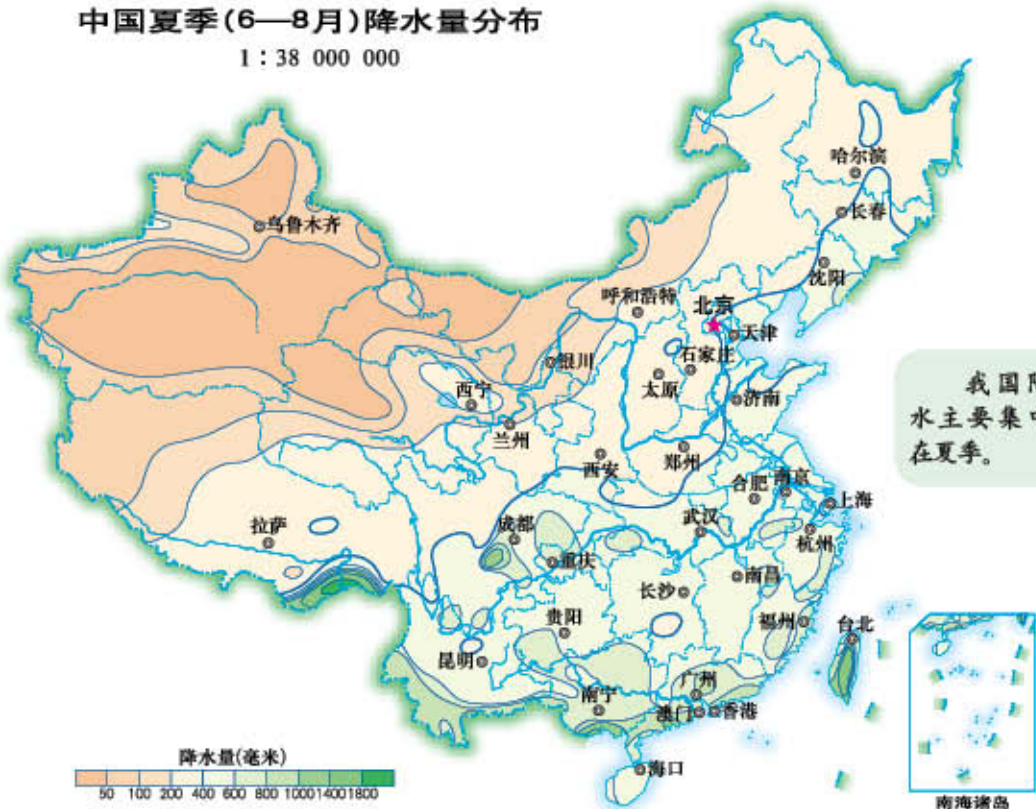 中国夏季(6—8月)降水量分布
1：38 000 000
哈尔滨
长春
乌鲁木齐
沈阳
呼和浩特
北京
天津
银川
石家庄
太原
西宁
济南
兰州
西安
郑州
我国降
水主要集中
在夏季。
合肥
南京
上海
拉萨
成都
武汉
杭州
重庆
南昌
长沙
贵阳
福州
台北
昆明
广州
南宁
澳门
香港
海口
降水量(毫米)
50 100 200 400 600 800 1000 1400 1800
南海诸岛